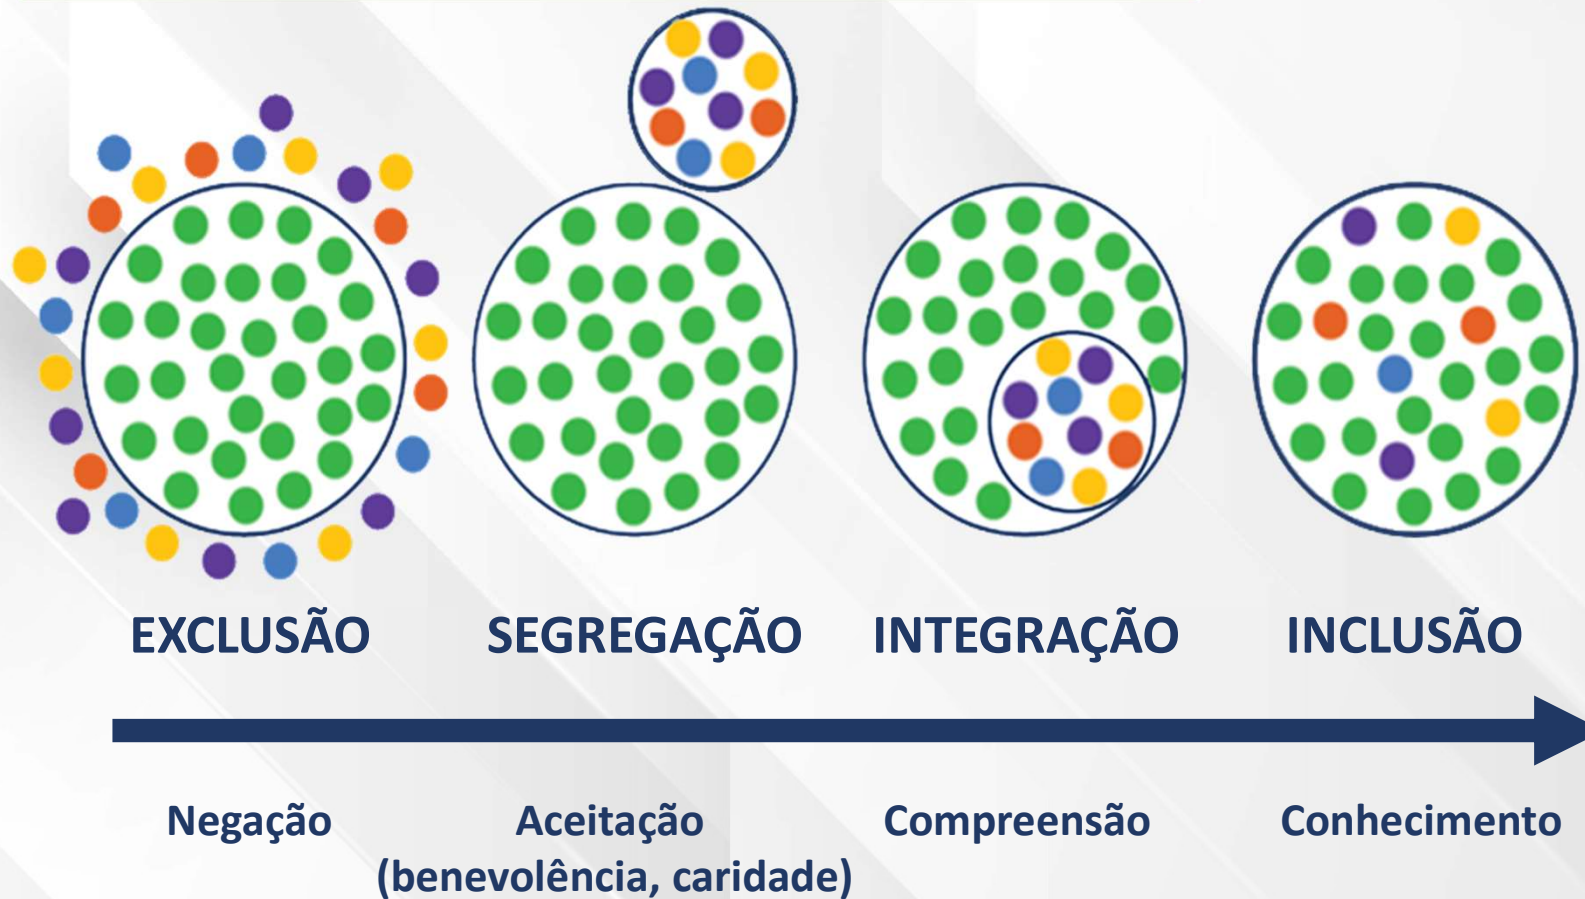 EXCLUSÃO
SEGREGAÇÃO
INTEGRAÇÃO
INCLUSÃO
Negação
Aceitação
(benevolência, caridade)
Compreensão
Conhecimento